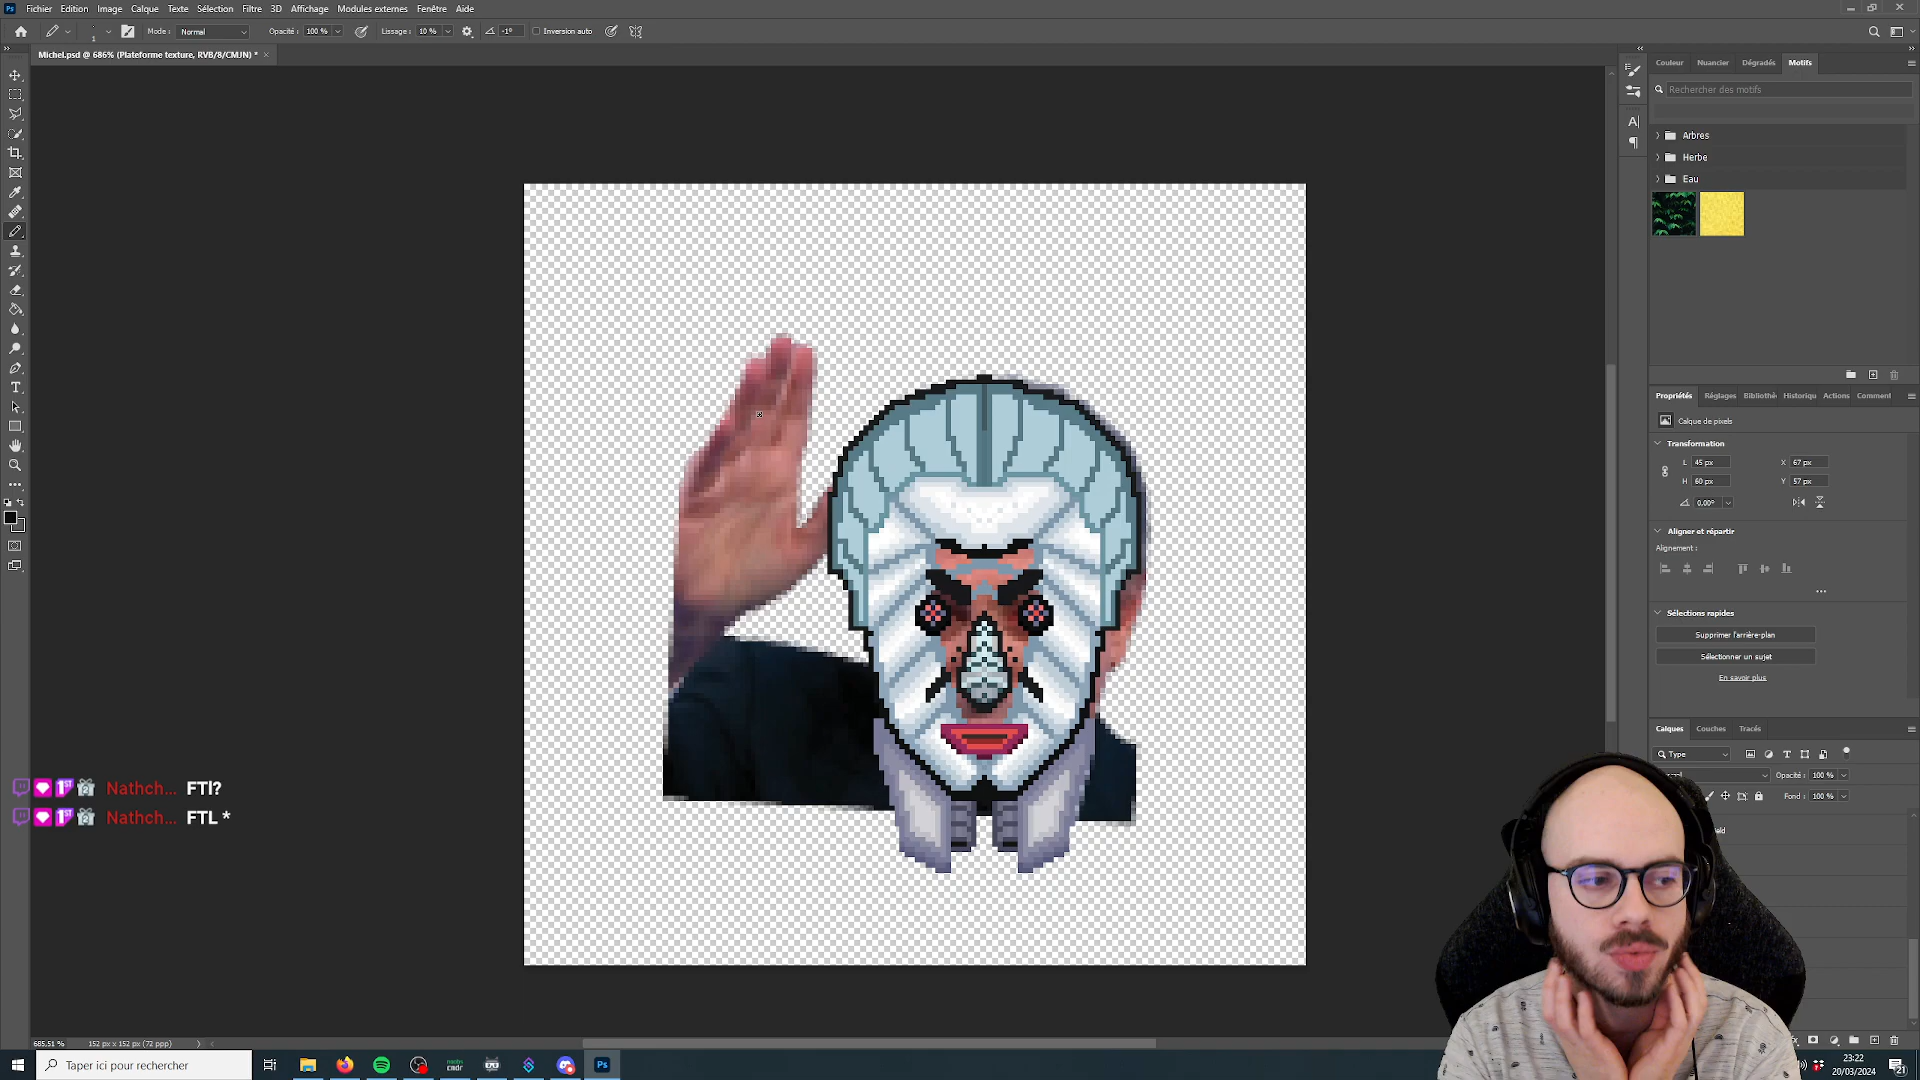 Ps Fichier Edition Image Calque Texte Sélection Filtre 3D Affichage Modules externes Fenêtre Aide
1 Mode : Normal Opacité : 100 % Lissage : 10 % -1° Inversion auto
Michel.psd @ 686% (Plateforme texture, RVB/8/CMJN) * ×
Couleur Nuancier Dégradés Motifs
Rechercher des motifs
Arbres
Herbe
Eau
Propriétés Réglages Bibliothè Historiqu Actions Comment
Calque de pixels
Transformation
L 45 px X 67 px
H 60 px Y 57 px
0.00°
Aligner et répartir
Alignement :
Sélections rapides
Supprimer l'arrière-plan
Sélectionner un sujet
En savoir plus
Calques Couches Tracés
Type
Opacité : 100 %
Fond : 100 %
Nathch... FTl?
Nathch... FTL *
685.51 % 152 px x 152 px (72 ppp)
Taper ici pour rechercher
23:22
20/03/2024
21